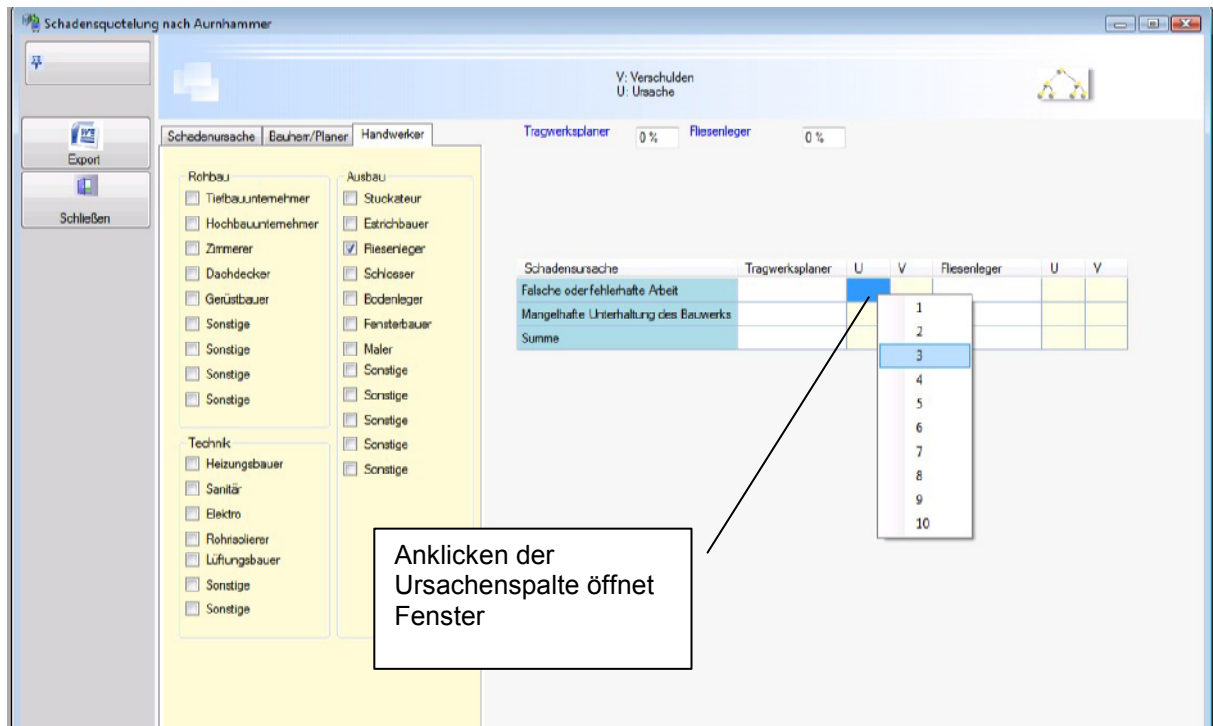 Schadensquotelung nach Aurnhammer
V: Verschulden
U: Ursache
Export
Schließen
Schadenursache Bauherr/Planer Handwerker
Tragwerksplaner 0 % Fliesenleger 0 %
Rohbau
Tiefbauunternehmer
Hochbauunternehmer
Zimmerer
Dachdecker
Gerüstbauer
Sonstige
Sonstige
Sonstige
Sonstige
Technik
Heizungsbauer
Sanitär
Elektro
Rohrisolierer
Lüftungsbauer
Sonstige
Sonstige
Ausbau
Stuckateur
Estrichbauer
Fliesenleger
Schlosser
Bodenleger
Fensterbauer
Maler
Sonstige
Sonstige
Sonstige
Sonstige
Sonstige
Schadensursache Tragwerksplaner U V Fliesenleger U V
Falsche oder fehlerhafte Arbeit
Mangelhafte Unterhaltung des Bauwerks
Summe
1
2
3
4
5
6
7
8
9
10
Anklicken der
Ursachenspalte öffnet
Fenster